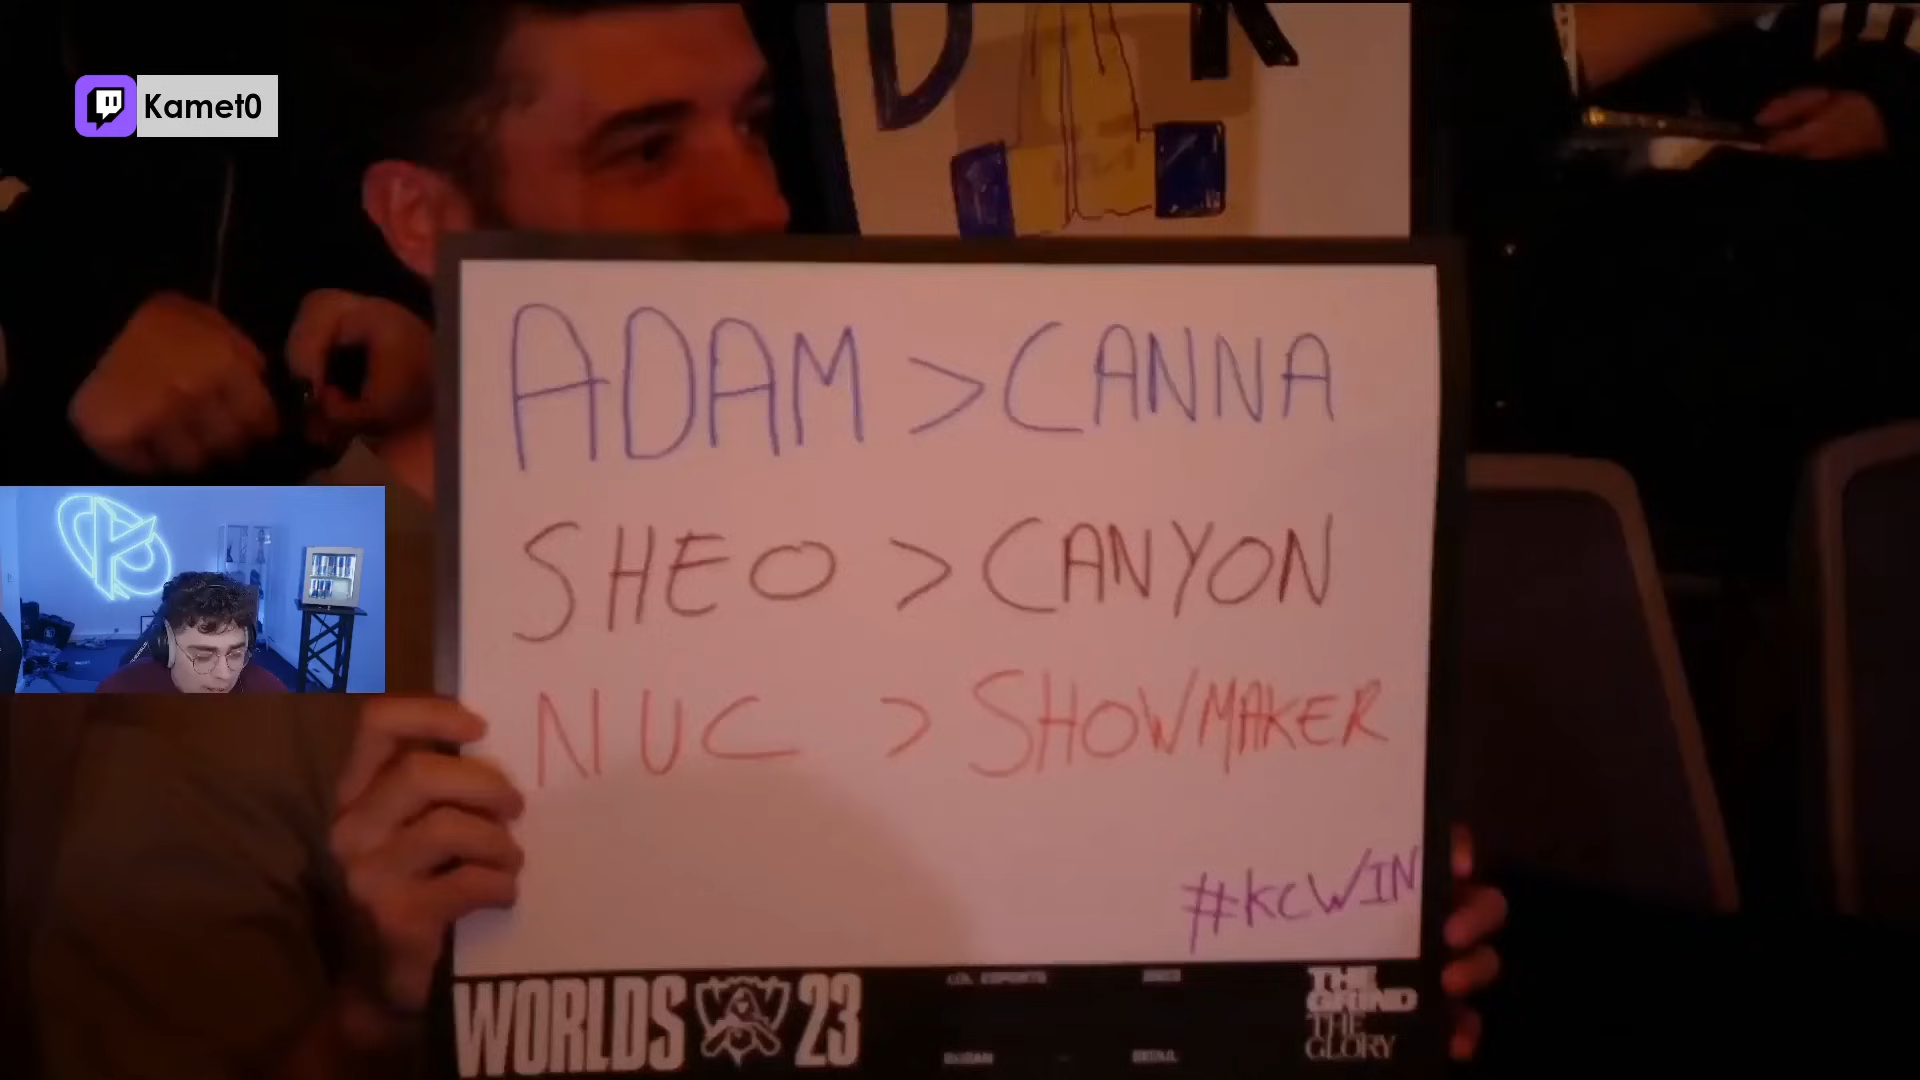 Kamet0
D K
ADAM > CANNA
SHEO > CANYON
NUC > SHOWMAKER
#KCWIN
WORLDS 23
THE
GRIND
THE
GLORY